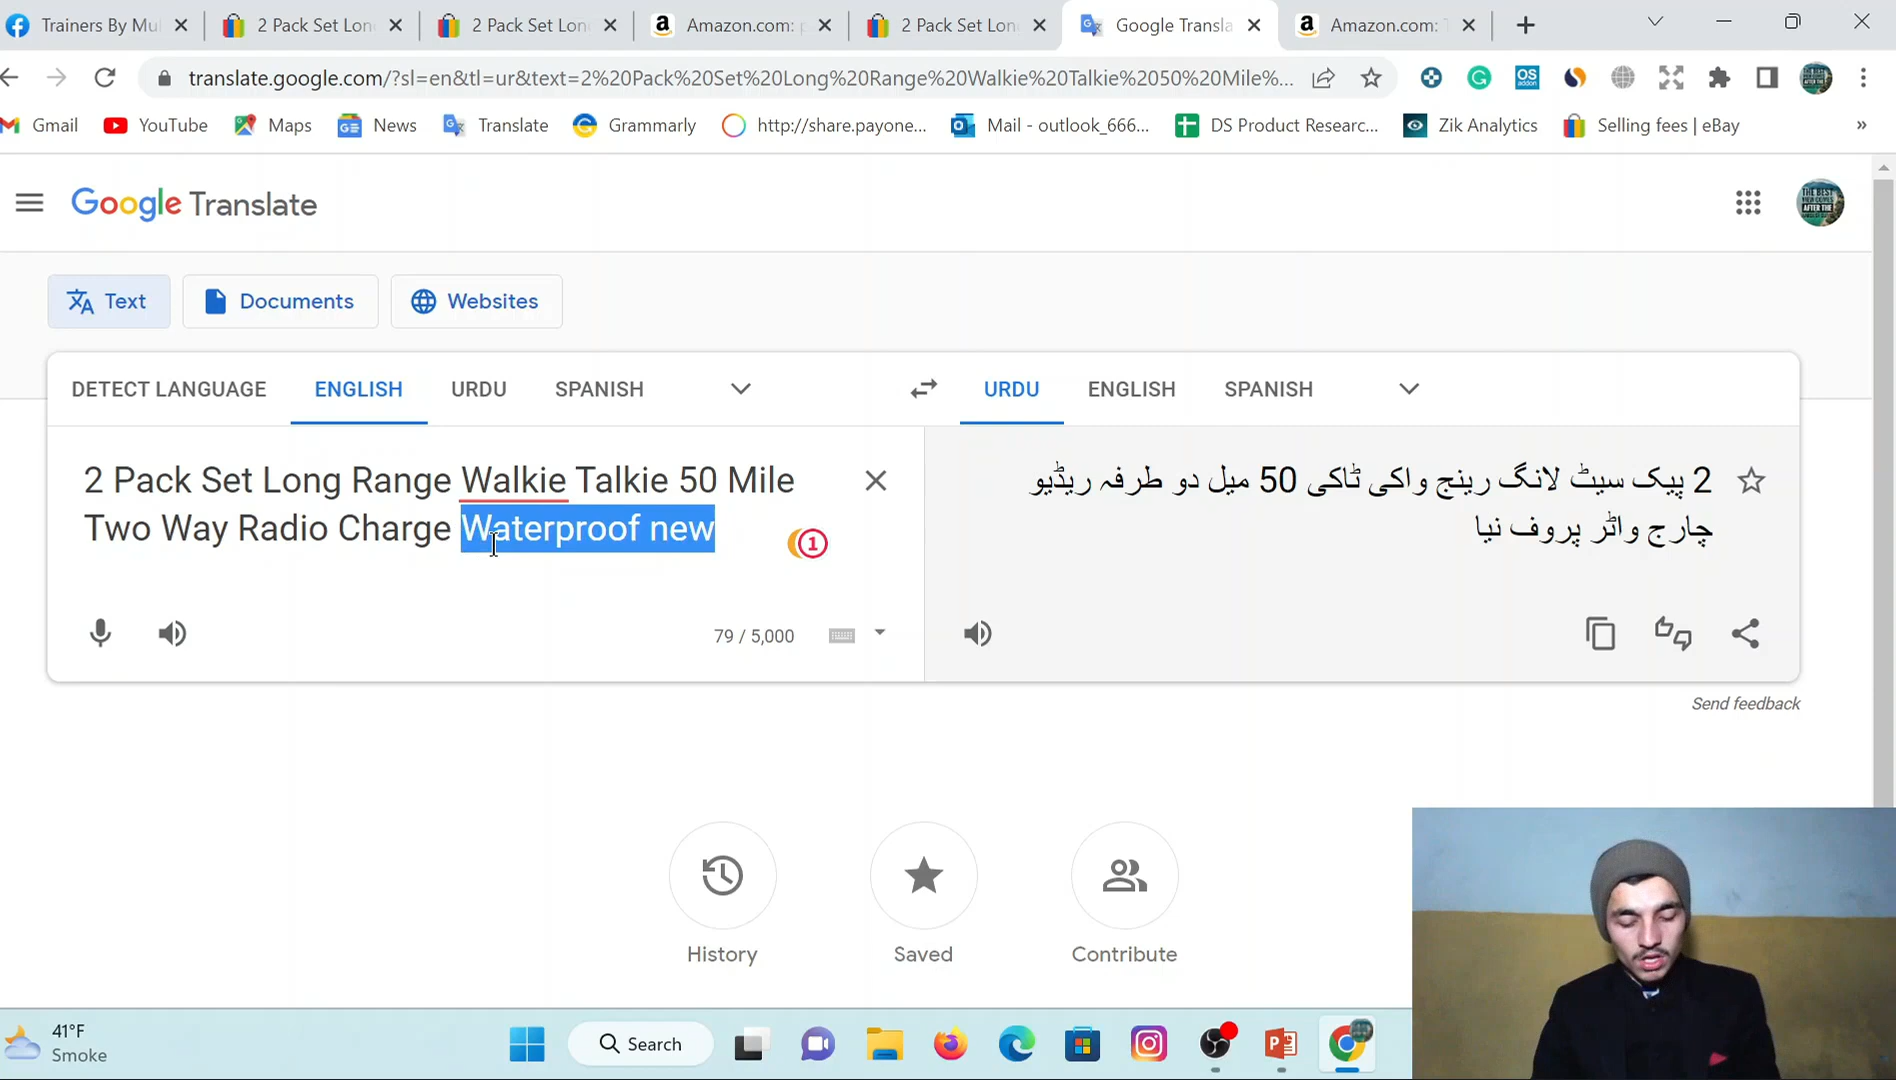 Trainers By Mul
2 Pack Set Lon
2 Pack Set Lon
Amazon.com: p
2 Pack Set Lon
Google Transla
Amazon.com: T
translate.google.com/?sl=en&tl=ur&text=2%20Pack%20Set%20Long%20Range%20Walkie%20Talkie%2050%20Mile%...
Gmail
YouTube
Maps
News
Translate
Grammarly
http://share.payone...
Mail - outlook_666...
DS Product Researc...
Zik Analytics
Selling fees | eBay
»
Google Translate
Text
Documents
Websites
DETECT LANGUAGE
ENGLISH
URDU
SPANISH
URDU
ENGLISH
SPANISH
2 Pack Set Long Range Walkie Talkie 50 Mile
Two Way Radio Charge Waterproof new
1
79 / 5,000
2 پیک سیٹ لانگ رینج واکی ٹاکی 50 میل دو طرفہ ریڈیو
چارج واٹر پروف نیا
Send feedback
History
Saved
Contribute
41°F
Smoke
Search